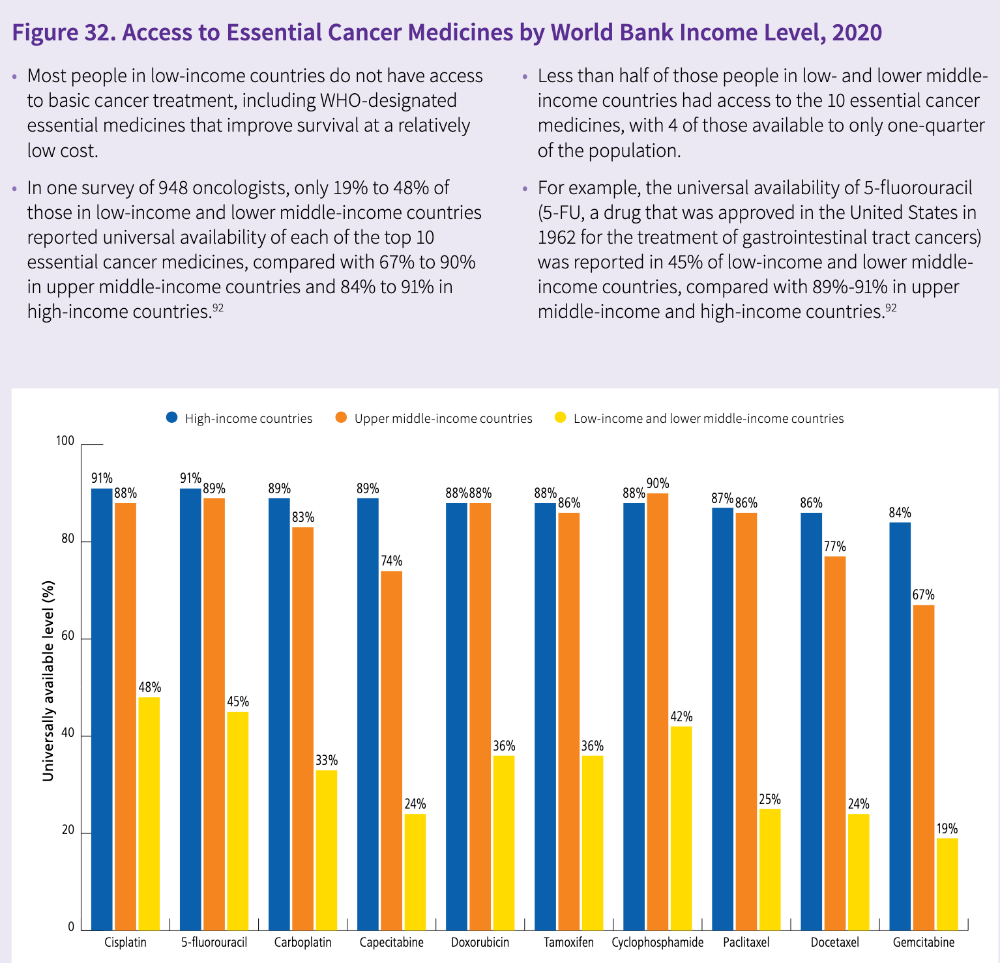 Figure 32. Access to Essential Cancer Medicines by World Bank Income Level, 2020
• Most people in low-income countries do not have access
to basic cancer treatment, including WHO-designated
essential medicines that improve survival at a relatively
low cost.
• In one survey of 948 oncologists, only 19% to 48% of
those in low-income and lower middle-income countries
reported universal availability of each of the top 10
essential cancer medicines, compared with 67% to 90%
in upper middle-income countries and 84% to 91% in
high-income countries.92
• Less than half of those people in low- and lower middle-
income countries had access to the 10 essential cancer
medicines, with 4 of those available to only one-quarter
of the population.
• For example, the universal availability of 5-fluorouracil
(5-FU, a drug that was approved in the United States in
1962 for the treatment of gastrointestinal tract cancers)
was reported in 45% of low-income and lower middle-
income countries, compared with 89%-91% in upper
middle-income and high-income countries.92
High-income countries
Upper middle-income countries
Low-income and lower middle-income countries
Universally available level (%)
100
80
60
40
20
0
91%
88%
48%
91%
89%
45%
89%
83%
33%
89%
74%
24%
88%
88%
36%
88%
86%
36%
88%
90%
42%
87%
86%
25%
86%
77%
24%
84%
67%
19%
Cisplatin
5-fluorouracil
Carboplatin
Capecitabine
Doxorubicin
Tamoxifen
Cyclophosphamide
Paclitaxel
Docetaxel
Gemcitabine